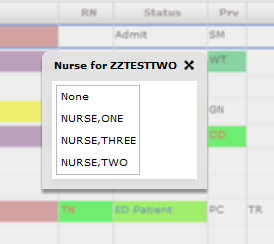 RN Status Prv
Admit SM
Nurse for ZZTESTTWO ×
WT
None
NURSE,ONE
GN
NURSE,THREE
OD
NURSE,TWO
TN ED Patient PC TR